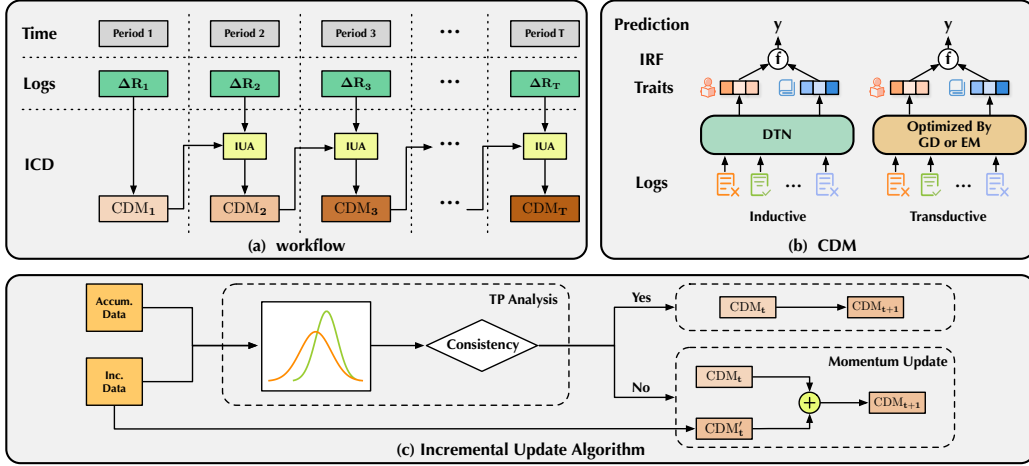 Time
Period 1
Period 2
Period 3
...
Period T
Logs
ΔR₁
ΔR₂
ΔR₃
...
ΔR_T
ICD
IUA
IUA
...
IUA
CDM₁
CDM₂
CDM₃
...
CDM_T
(a) workflow
Prediction
y
y
IRF
f
f
Traits
DTN
Optimized By
GD or EM
Logs
...
...
Inductive
Transductive
(b) CDM
Accum.
Data
Inc.
Data
TP Analysis
Consistency
Yes
No
CDM_t
CDM_{t+1}
Momentum Update
CDM_t
+
CDM_{t+1}
CDM′_t
(c) Incremental Update Algorithm